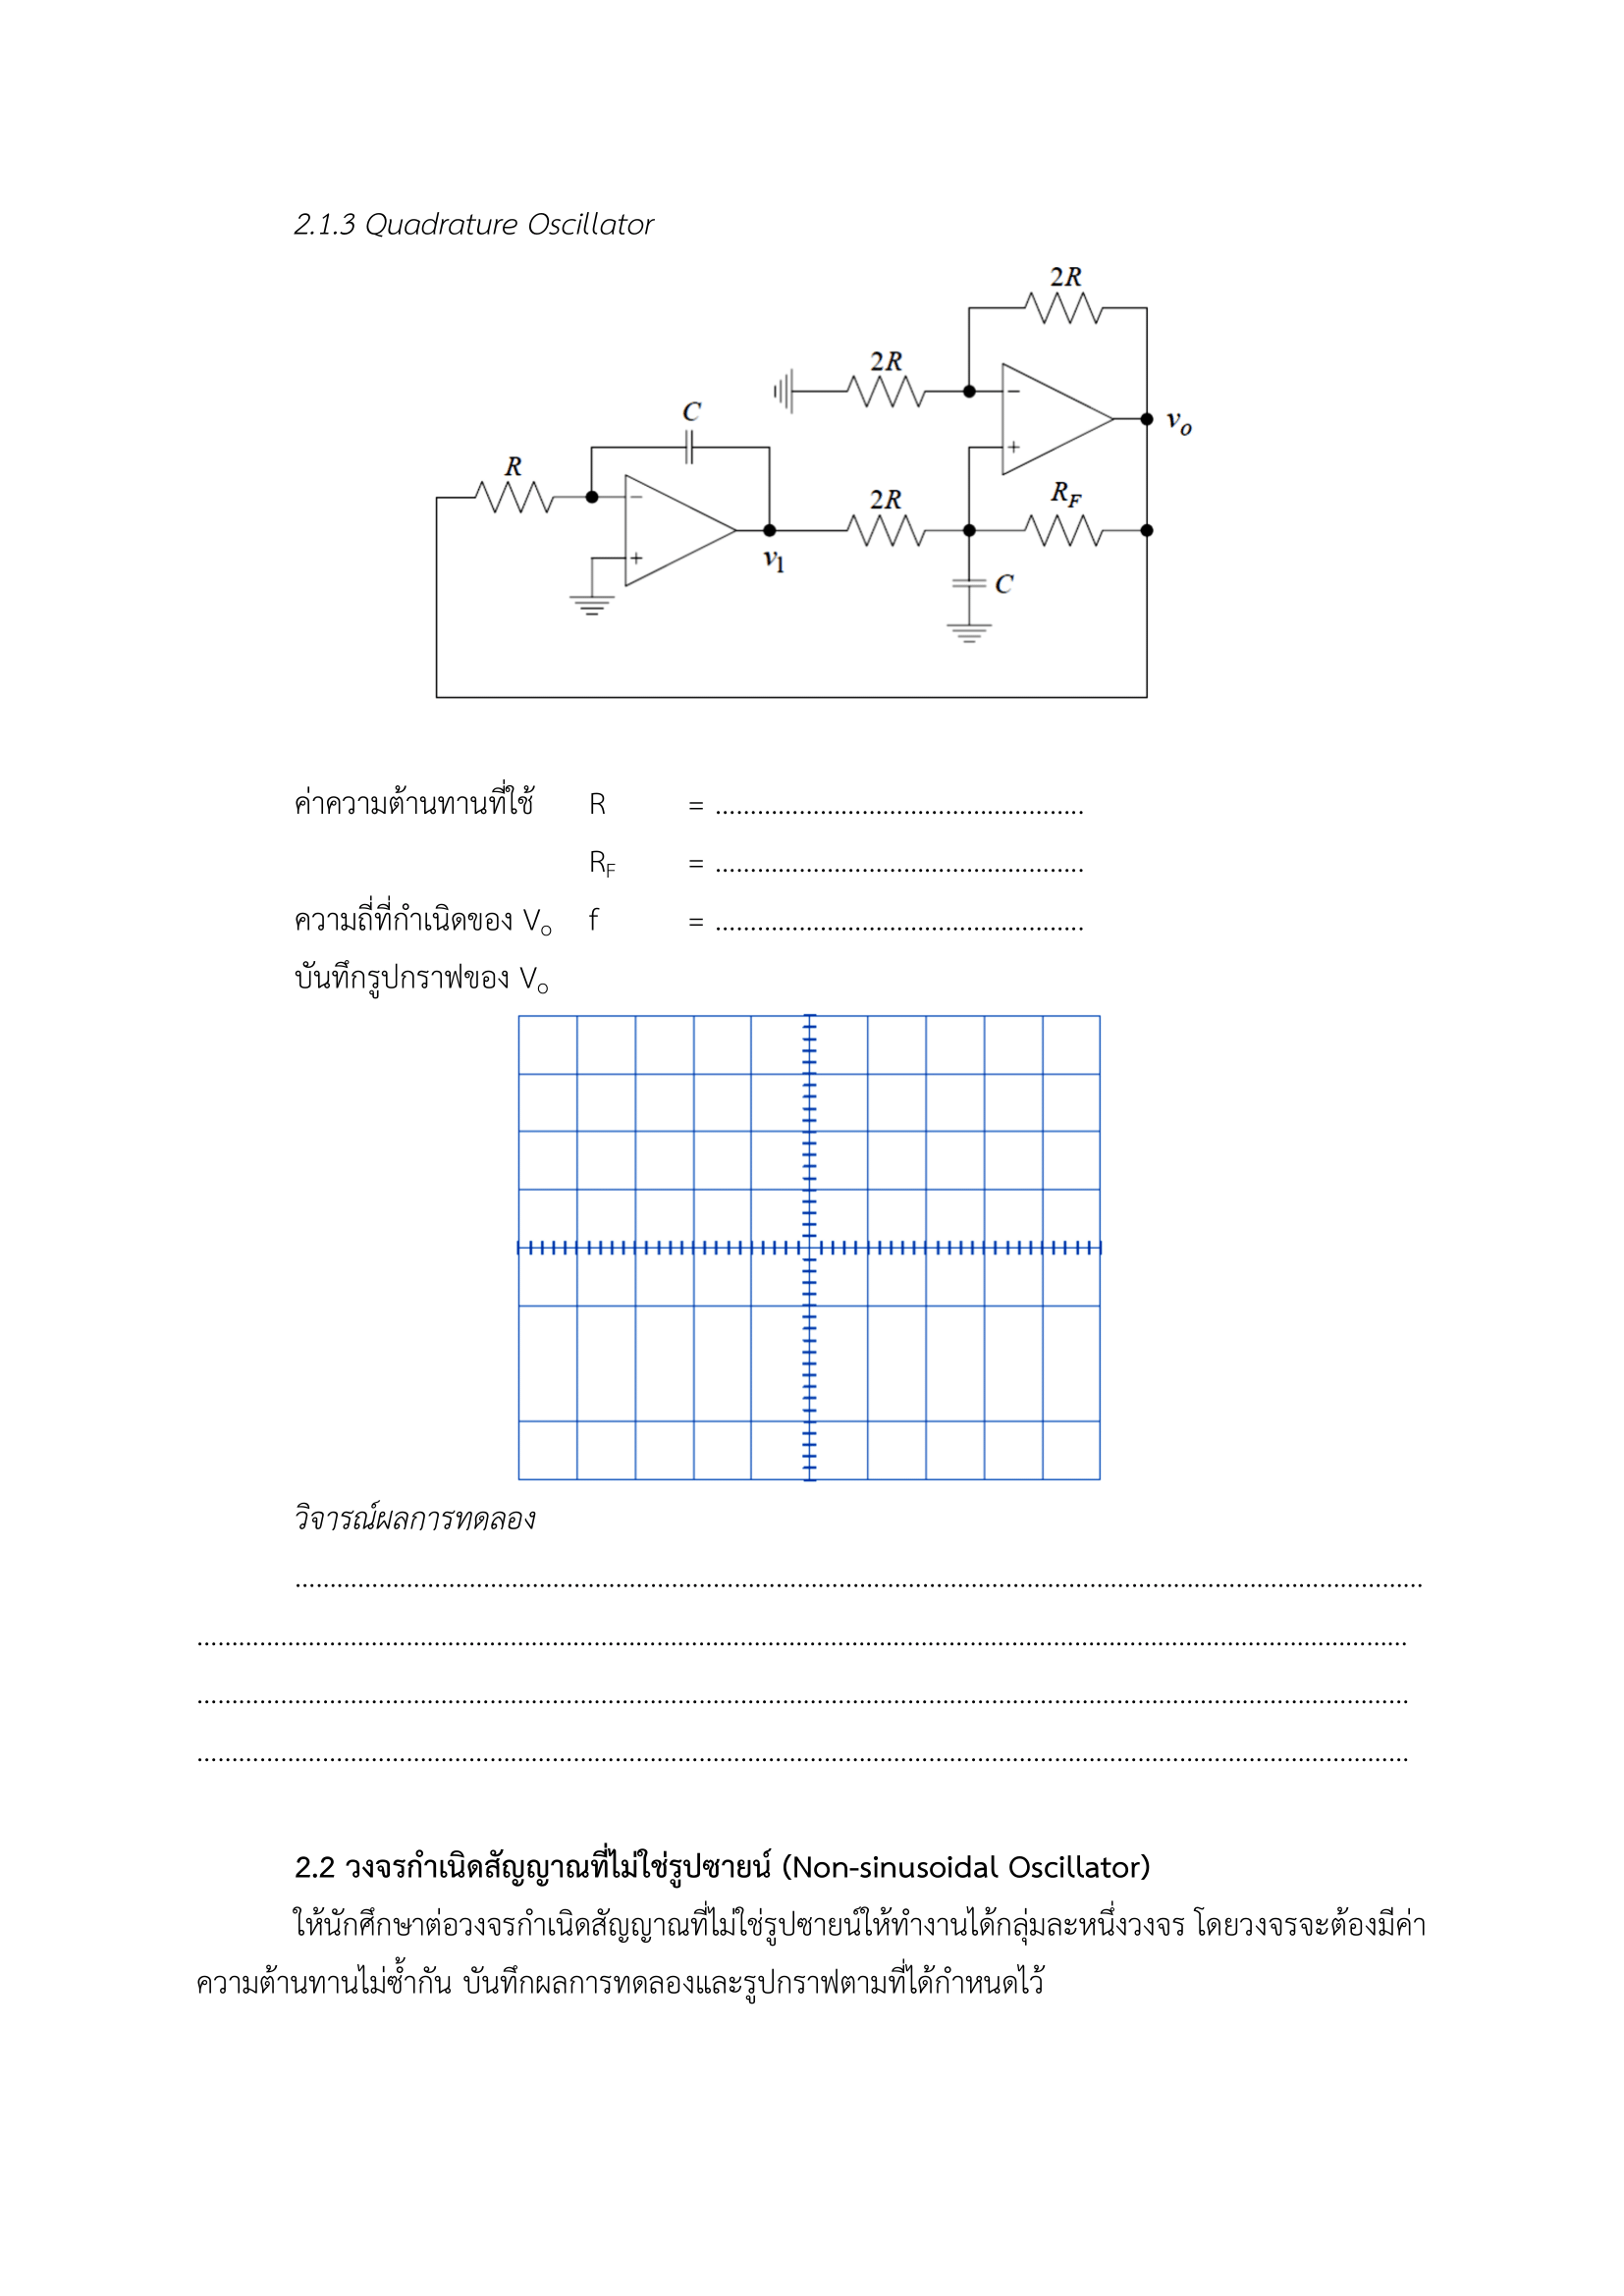 2.1.3 Quadrature Oscillator
2R
2R
C
−
v_o
R
+
2R
R_F
−
+
v_1
C
ค่าความต้านทานที่ใช้ R = ....................................................
R_F = ....................................................
ความถี่ที่กำเนิดของ V_O f = ....................................................
บันทึกรูปกราฟของ V_O
วิจารณ์ผลการทดลอง
................................................................................................................................................................
............................................................................................................................................................................
............................................................................................................................................................................
............................................................................................................................................................................
2.2 วงจรกำเนิดสัญญาณที่ไม่ใช่รูปซายน์ (Non-sinusoidal Oscillator)
ให้นักศึกษาต่อวงจรกำเนิดสัญญาณที่ไม่ใช่รูปซายน์ให้ทำงานได้กลุ่มละหนึ่งวงจร โดยวงจรจะต้องมีค่า
ความต้านทานไม่ซ้ำกัน บันทึกผลการทดลองและรูปกราฟตามที่ได้กำหนดไว้